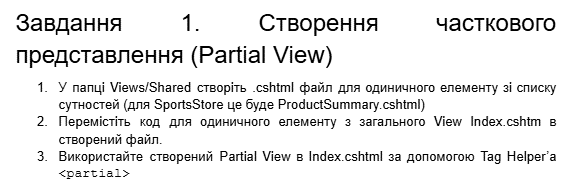 Завдання 1. Створення часткового
представлення (Partial View)
1. У папці Views/Shared створіть .cshtml файл для одиничного елементу зі списку
сутностей (для SportsStore це буде ProductSummary.cshtml)
2. Перемістіть код для одиничного елементу з загального View Index.cshtm в
створений файл.
3. Використайте створений Partial View в Index.cshtml за допомогою Tag Helper’а
<partial>